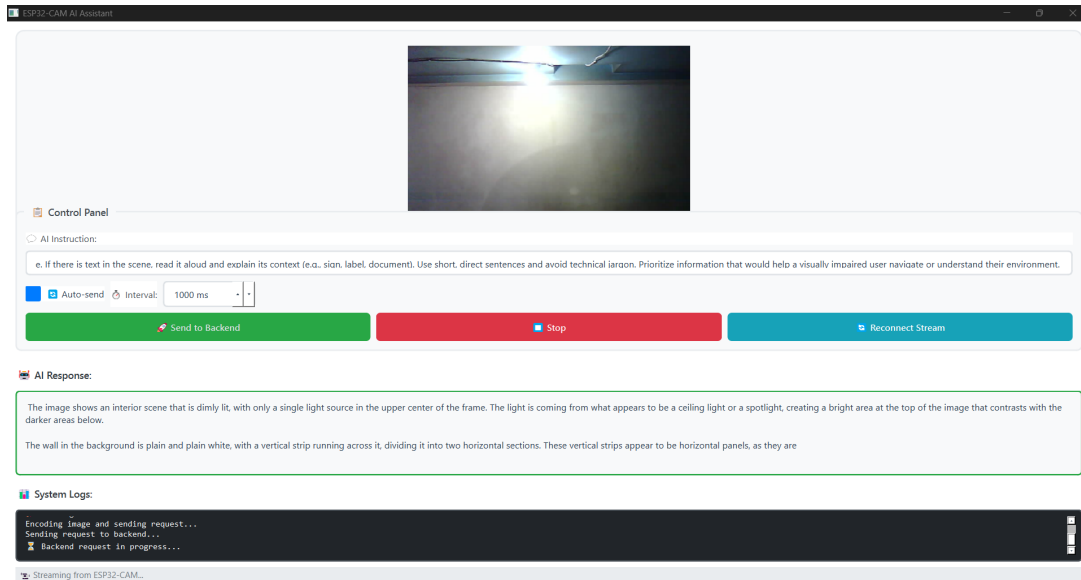 ESP32-CAM AI Assistant
Control Panel
AI Instruction:
e. If there is text in the scene, read it aloud and explain its context (e.g., sign, label, document). Use short, direct sentences and avoid technical jargon. Prioritize information that would help a visually impaired user navigate or understand their environment.
Auto-send Interval: 1000 ms
Send to Backend Stop Reconnect Stream
AI Response:
The image shows an interior scene that is dimly lit, with only a single light source in the upper center of the frame. The light is coming from what appears to be a ceiling light or a spotlight, creating a bright area at the top of the image that contrasts with the
darker areas below.
The wall in the background is plain and plain white, with a vertical strip running across it, dividing it into two horizontal sections. These vertical strips appear to be horizontal panels, as they are
System Logs:
Encoding image and sending request...
Sending request to backend...
Backend request in progress...
Streaming from ESP32-CAM...